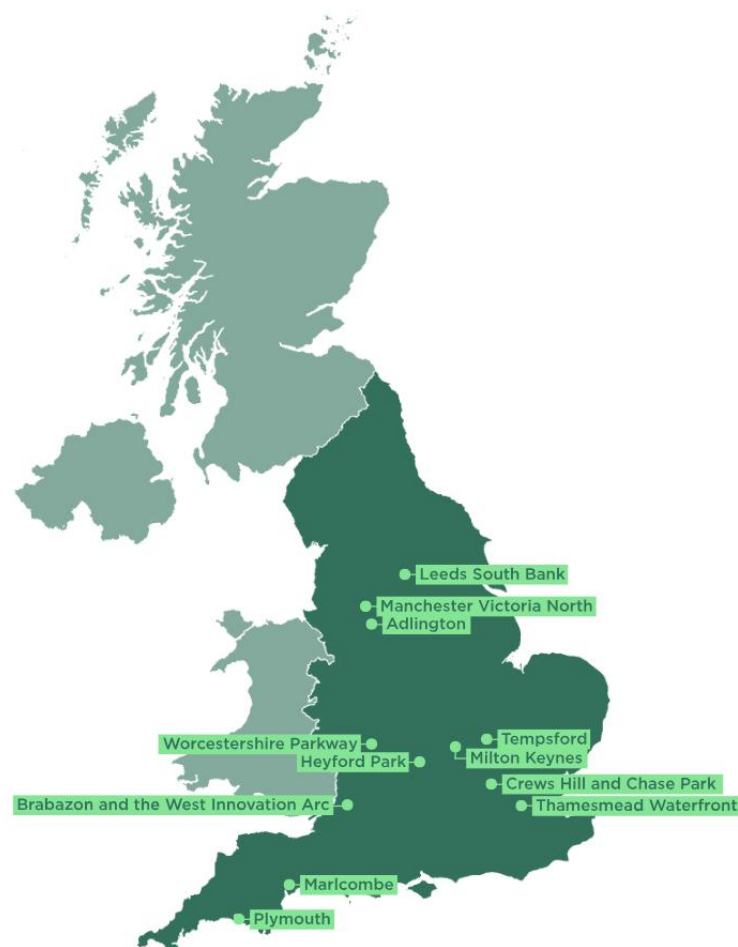 Leeds South Bank
Manchester Victoria North
Adlington
Tempsford
Worcestershire Parkway
Milton Keynes
Heyford Park
Crews Hill and Chase Park
Brabazon and the West Innovation Arc
Thamesmead Waterfront
Marlcombe
Plymouth